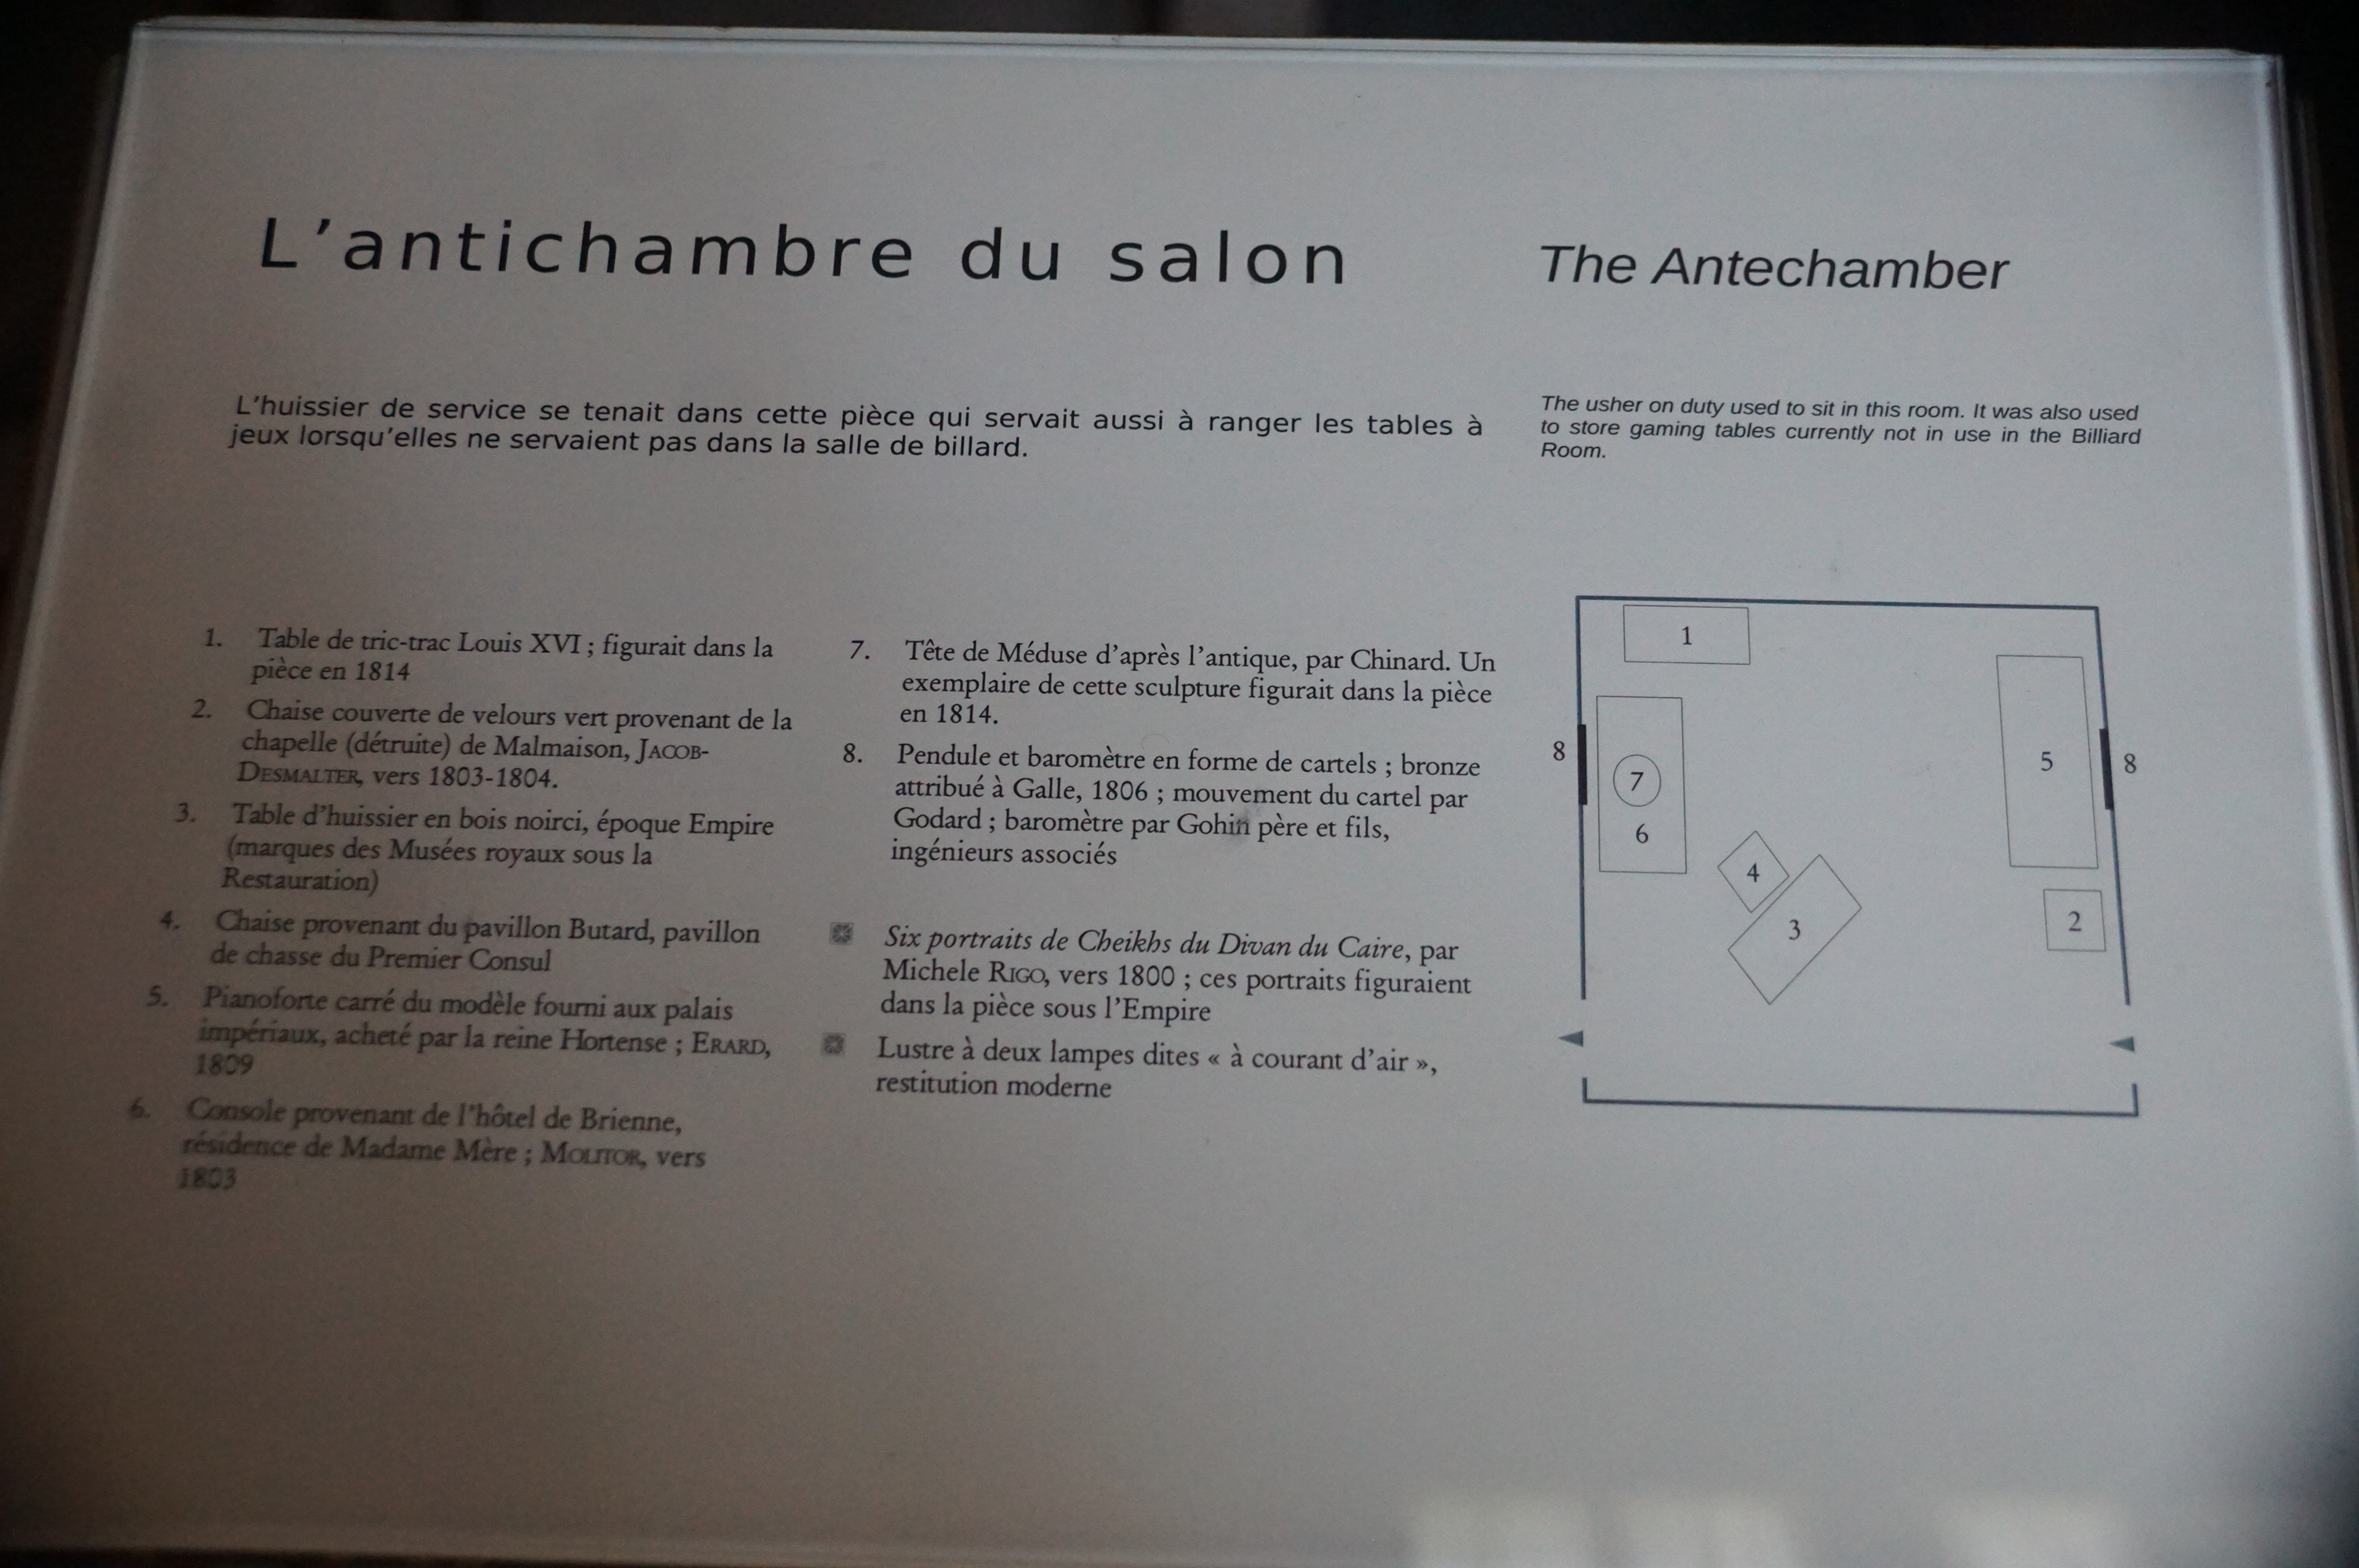 L'antichambre du salon
The Antechamber
L'huissier de service se tenait dans cette pièce qui servait aussi à ranger les tables à
jeux lorsqu'elles ne servaient pas dans la salle de billard.
The usher on duty used to sit in this room. It was also used
to store gaming tables currently not in use in the Billiard
Room.
1. Table de tric-trac Louis XVI ; figurait dans la
pièce en 1814
2. Chaise couverte de velours vert provenant de la
chapelle (détruite) de Malmaison, JACOB-
DESMALTER, vers 1803-1804.
3. Table d'huissier en bois noirci, époque Empire
(marques des Musées royaux sous la
Restauration)
4. Chaise provenant du pavillon Butard, pavillon
de chasse du Premier Consul
5. Pianoforte carré du modèle fourni aux palais
impériaux, acheté par la reine Hortense ; ERARD,
1809
6. Console provenant de l'hôtel de Brienne,
résidence de Madame Mère ; MOLITOR, vers
1803
7. Tête de Méduse d'après l'antique, par Chinard. Un
exemplaire de cette sculpture figurait dans la pièce
en 1814.
8. Pendule et baromètre en forme de cartels ; bronze
attribué à Galle, 1806 ; mouvement du cartel par
Godard ; baromètre par Gohin père et fils,
ingénieurs associés
Six portraits de Cheikhs du Divan du Caire, par
Michele RIGO, vers 1800 ; ces portraits figuraient
dans la pièce sous l'Empire
Lustre à deux lampes dites « à courant d'air »,
restitution moderne
1
8
7
6
5
8
4
3
2